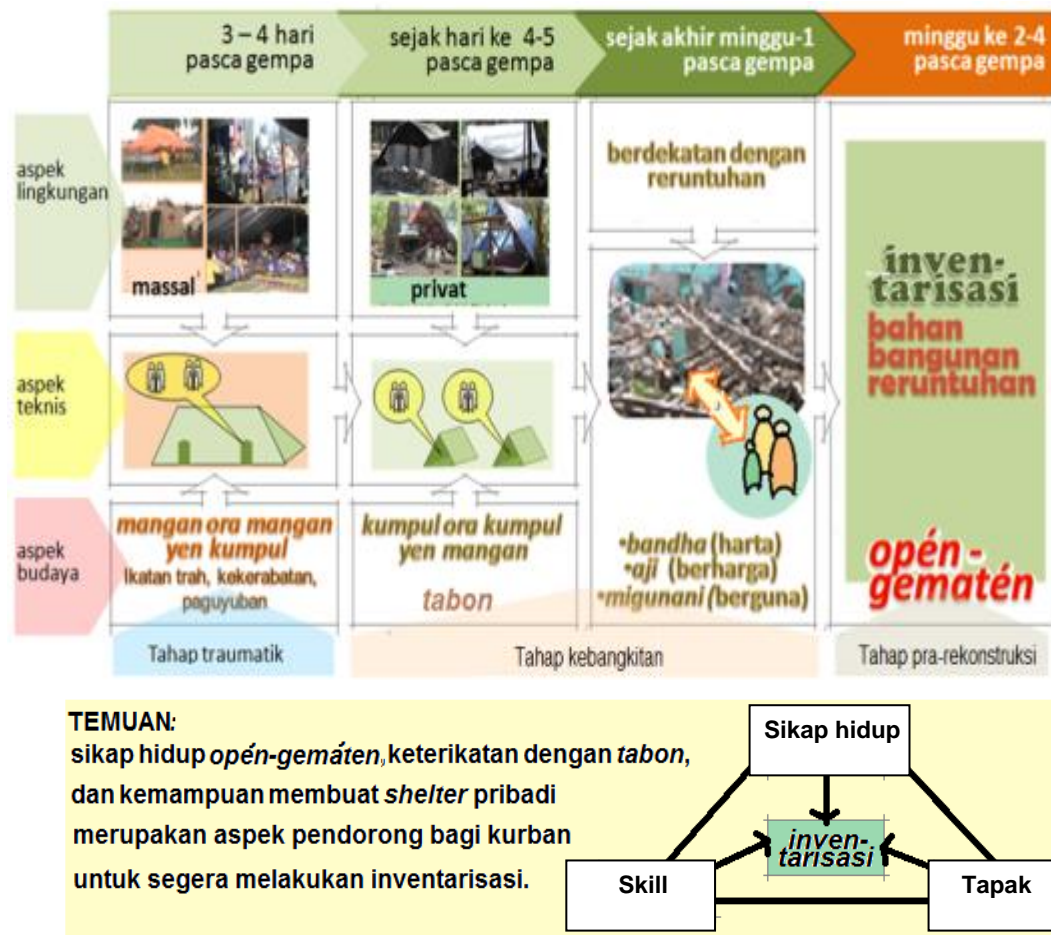 3 – 4 hari
pasca gempa
sejak hari ke 4-5
pasca gempa
sejak akhir minggu-1
pasca gempa
minggu ke 2-4
pasca gempa
aspek
lingkungan
massal
privat
berdekatan dengan
reruntuhan
inven-
tarisasi
bahan
bangunan
reruntuhan
aspek
teknis
aspek
budaya
mangan ora mangan
yen kumpul
Ikatan trah, kekerabatan,
paguyuban
kumpul ora kumpul
yen mangan
tabon
•bandha (harta)
•aji (berharga)
•migunani (berguna)
opén -
gematén
Tahap traumatik
Tahap kebangkitan
Tahap pra-rekonstruksi
TEMUAN:
sikap hidup opén-gemáten, keterikatan dengan tabon,
dan kemampuan membuat shelter pribadi
merupakan aspek pendorong bagi kurban
untuk segera melakukan inventarisasi.
Sikap hidup
inven-
tarisasi
Skill
Tapak